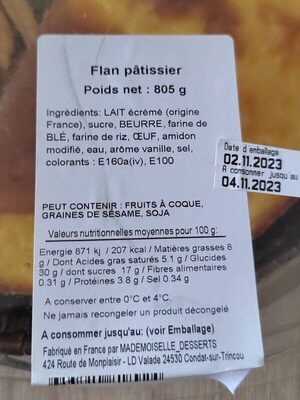 Flan pâtissier
Poids net : 805 g
Ingrédients: LAIT écrémé (origine
France), sucre, BEURRE, farine de
BLÉ, farine de riz, ŒUF, amidon
modifié, eau, arôme vanille, sel,
colorants : E160a(iv), E100
Date d'emballage
02.11.2023
A consommer jusqu'au
04.11.2023
PEUT CONTENIR : FRUITS À COQUE,
GRAINES DE SÉSAME, SOJA
Valeurs nutritionnelles moyennes pour 100 g:
Energie 871 kj / 207 kcal / Matières grasses 8
g / Dont Acides gras saturés 5.1 g / Glucides
30 g / dont sucres 17 g / Fibres alimentaires
0.31 g / Protéines 3.8 g / Sel 0.34 g
A conserver entre 0°C et 4°C.
Ne jamais recongeler un produit décongelé
A consommer jusqu'au: (voir Emballage)
Fabriqué en France par MADEMOISELLE_DESSERTS
424 Route de Monplaisir - LD Valade 24530 Condat-sur-Trincou